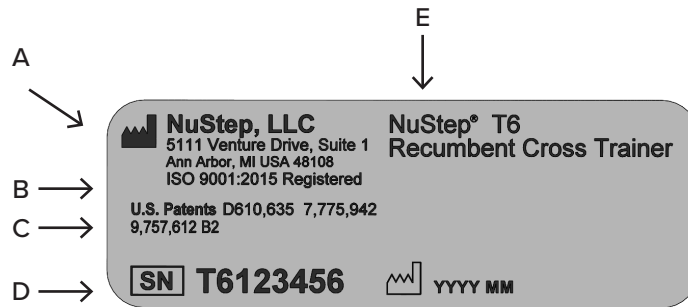 E
A
NuStep, LLC
5111 Venture Drive, Suite 1
Ann Arbor, MI USA 48108
ISO 9001:2015 Registered
NuStep® T6
Recumbent Cross Trainer
B
U.S. Patents D610,635 7,775,942
C
9,757,612 B2
D
SN T6123456
YYYY MM